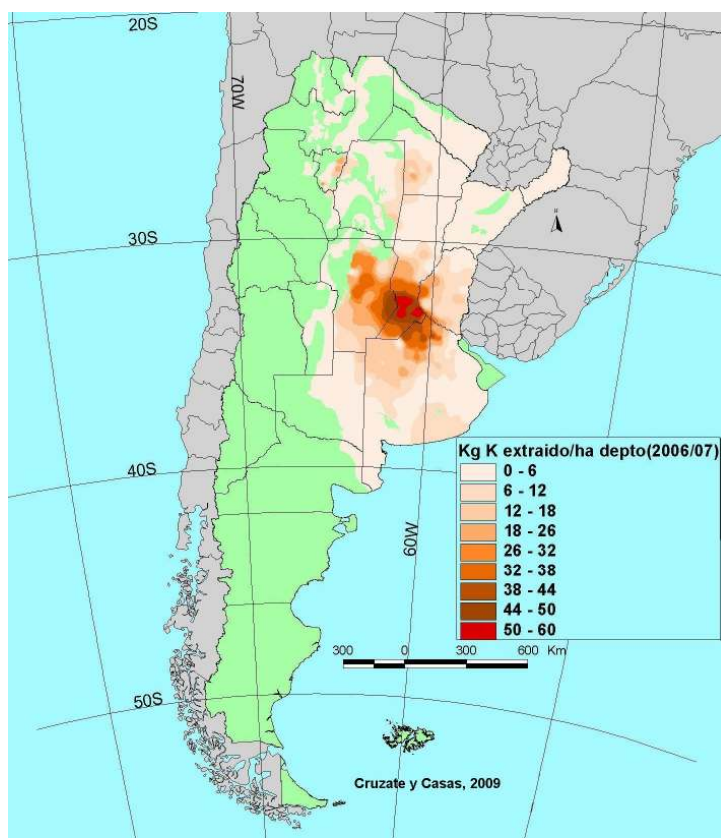 20S
70W
30S
Kg K extraido/ha depto(2006/07)
0 - 6
6 - 12
12 - 18
18 - 26
26 - 32
32 - 38
38 - 44
44 - 50
50 - 60
40S
60W
300 0 300 600 Km
50S
Cruzate y Casas, 2009